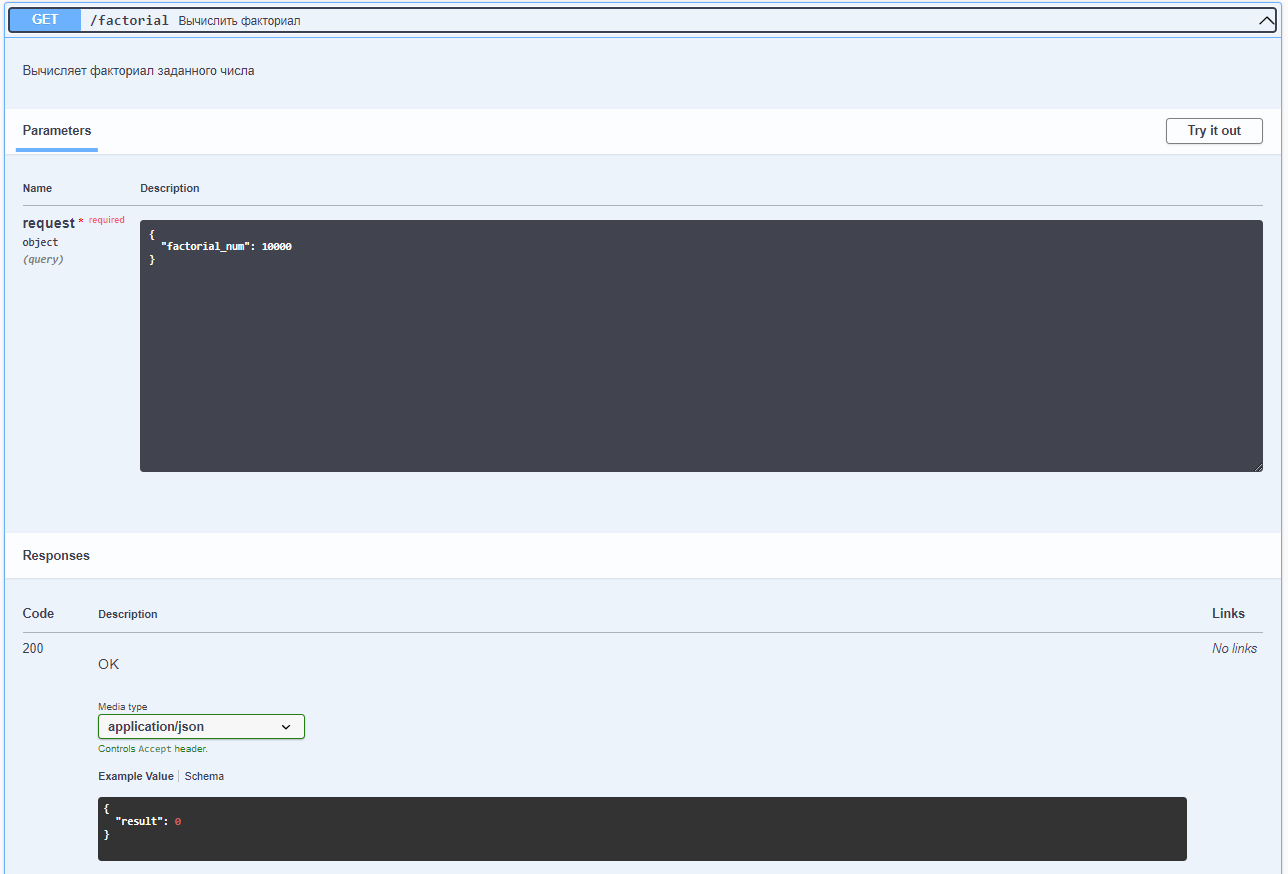 GET /factorial Вычислить факториал
Вычисляет факториал заданного числа
Parameters
Try it out
Name Description
request * required
object
(query)
{
"factorial_num": 10000
}
Responses
Code Description Links
200
OK
No links
Media type
application/json
Controls Accept header.
Example Value Schema
{
"result": 0
}